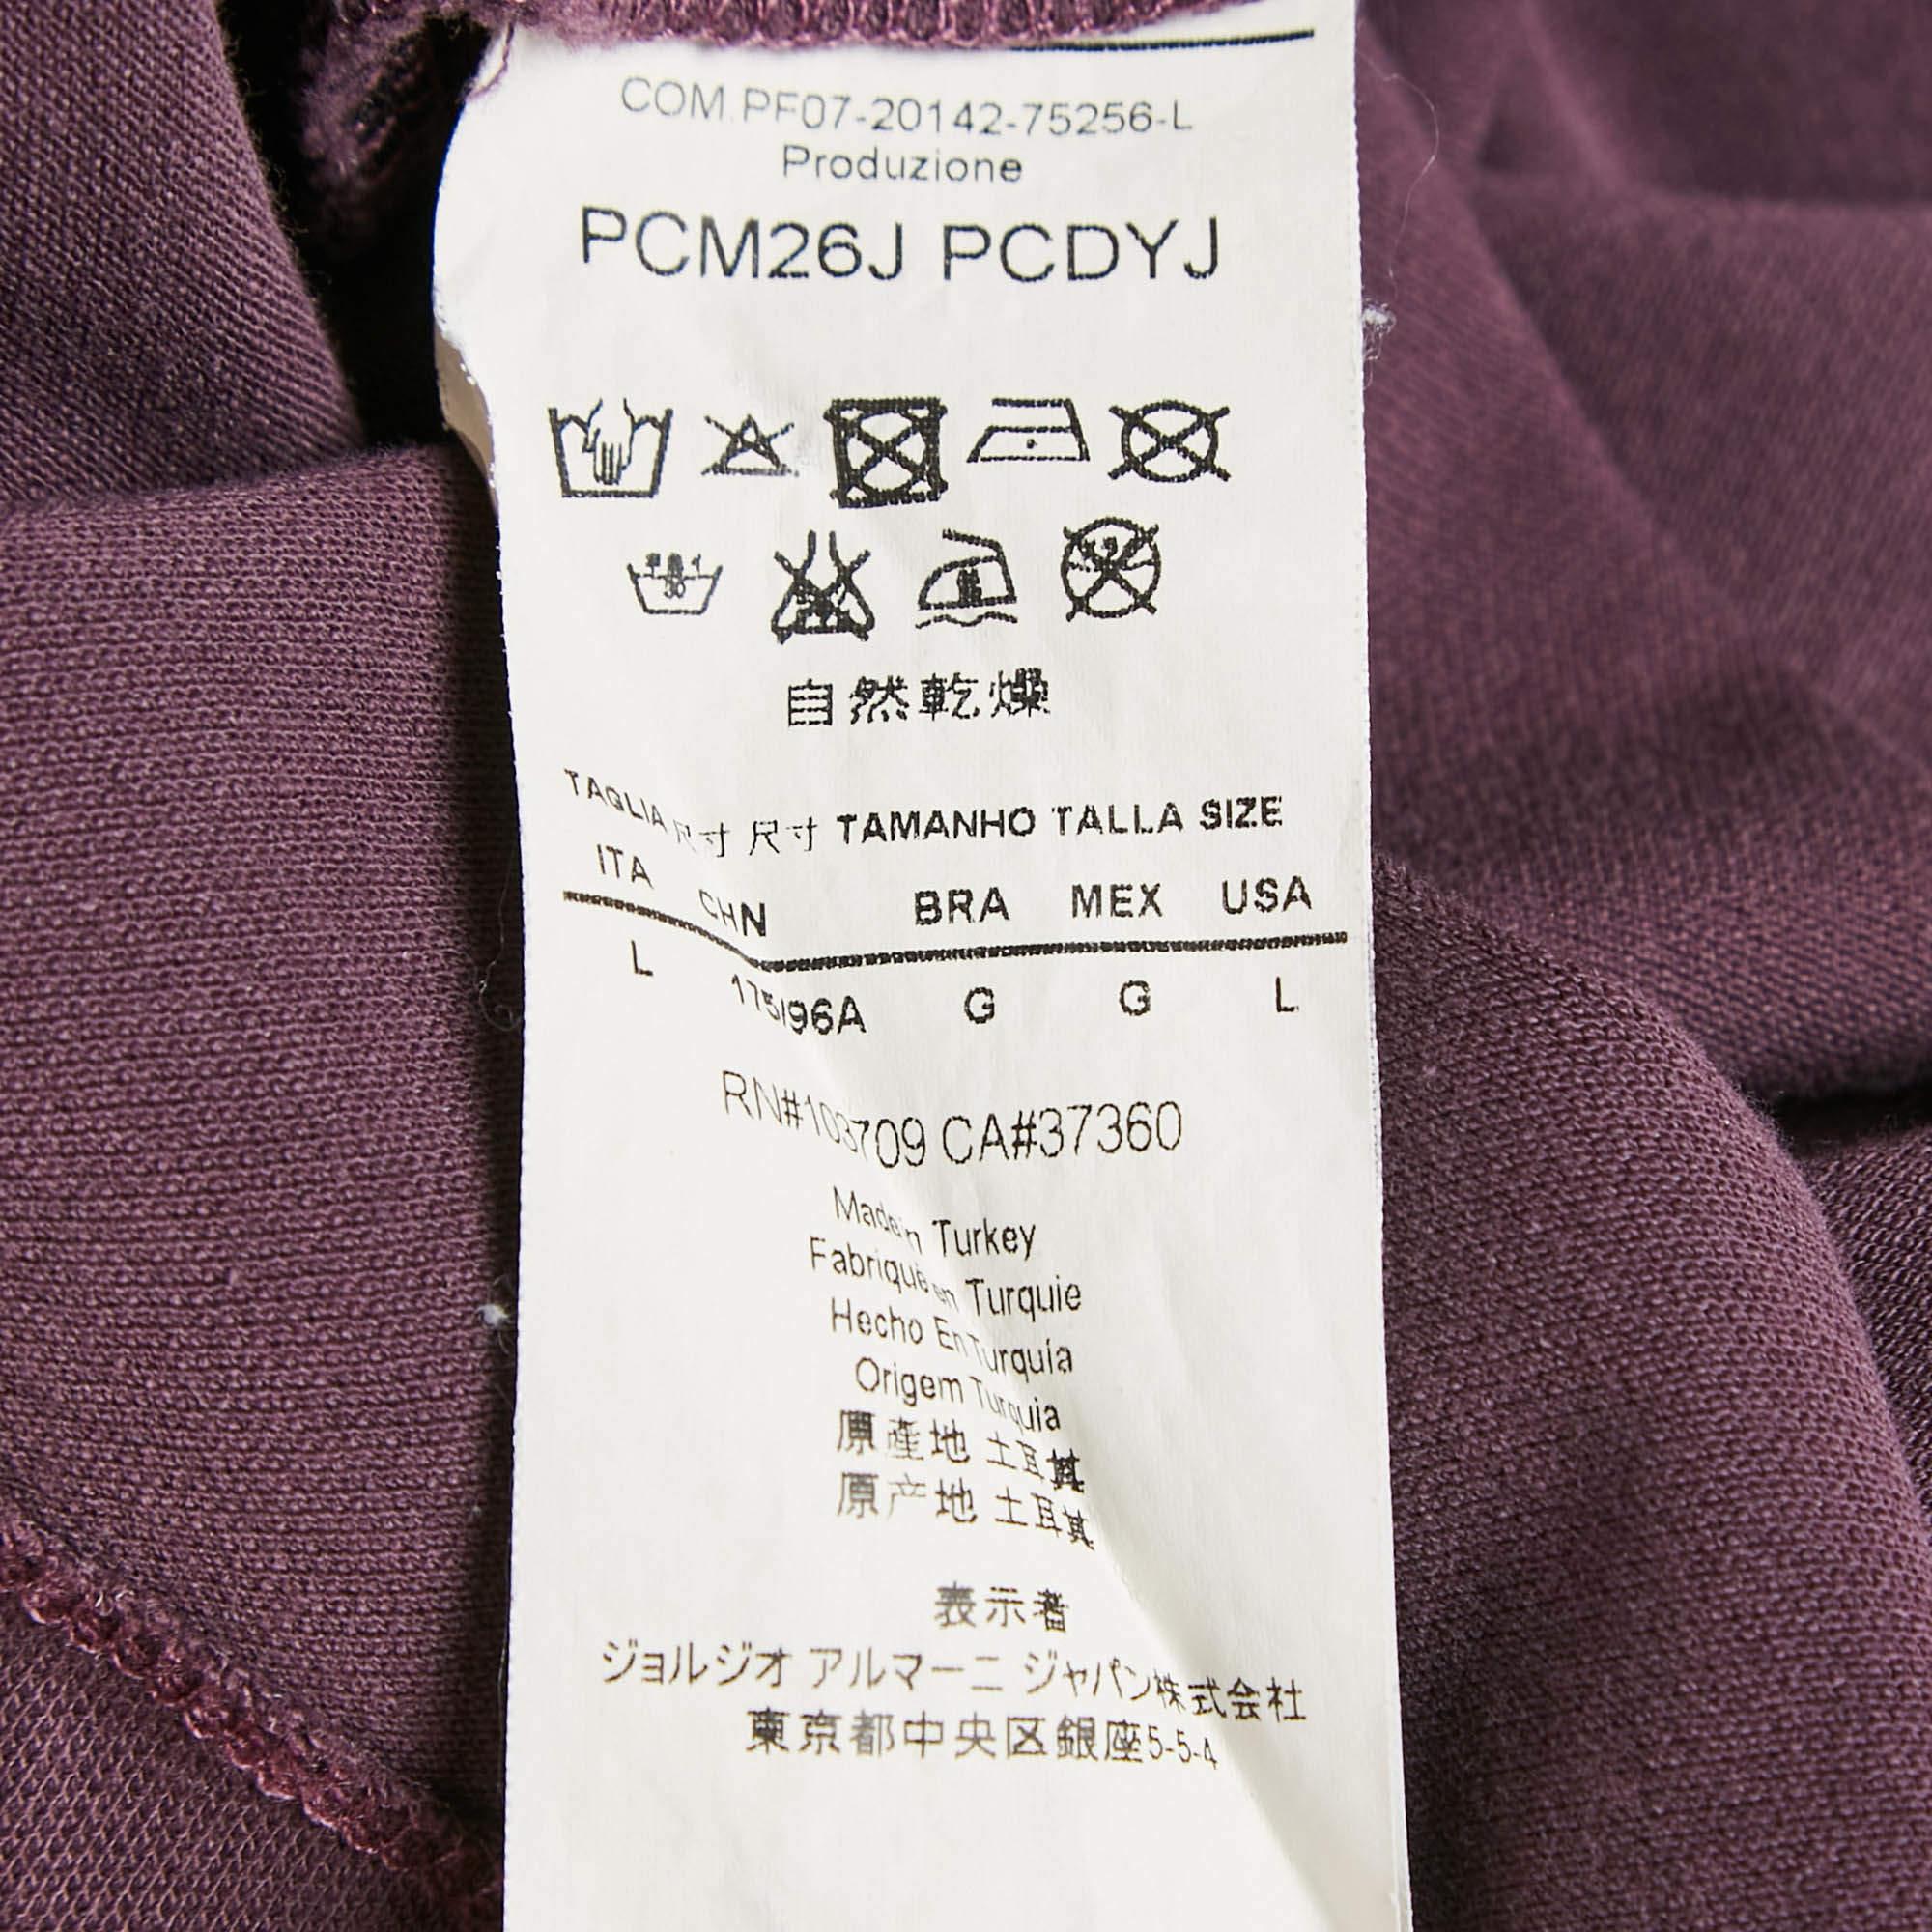 COM.PF07-20142-75256-L
Produzione
PCM26J PCDYJ
自然乾燥
TAGLIA 尺寸 尺寸 TAMANHO TALLA SIZE
ITA CHN BRA MEX USA
L 175/96A G G L
RN#103709 CA#37360
Made in Turkey
Fabriqué en Turquie
Hecho En Turquía
Origem Turquia
原產地 土耳其
原产地 土耳其
表示者
ジョルジオ アルマーニ ジャパン株式会社
東京都中央区銀座5-5-4